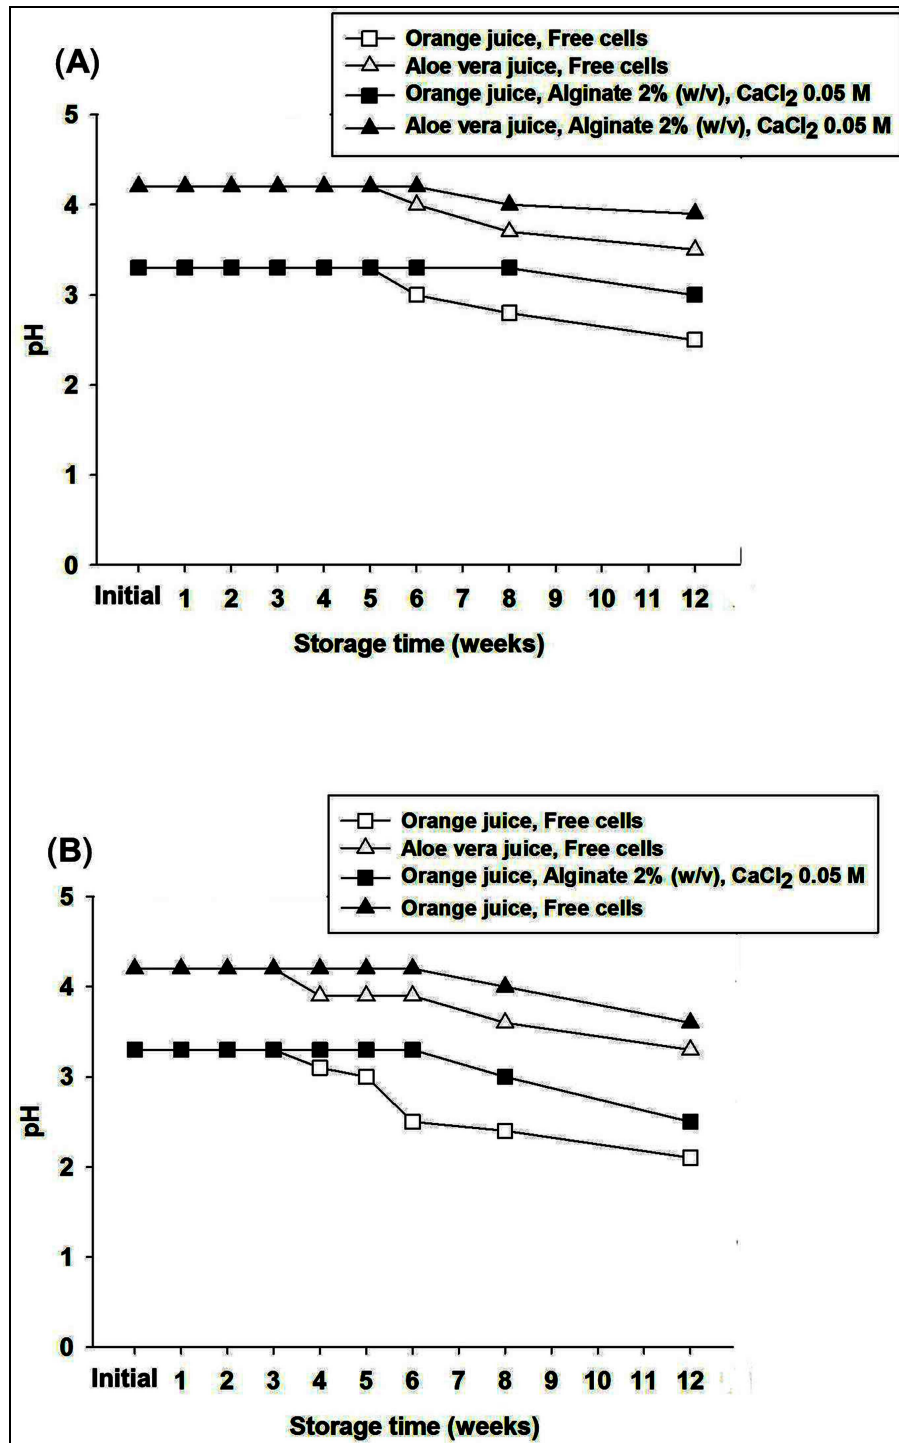 (A)
Orange juice, Free cells
Aloe vera juice, Free cells
Orange juice, Alginate 2% (w/v), CaCl2 0.05 M
Aloe vera juice, Alginate 2% (w/v), CaCl2 0.05 M
5
4
3
2
1
0
pH
Initial 1 2 3 4 5 6 7 8 9 10 11 12
Storage time (weeks)
(B)
Orange juice, Free cells
Aloe vera juice, Free cells
Orange juice, Alginate 2% (w/v), CaCl2 0.05 M
Orange juice, Free cells
5
4
3
2
1
0
pH
Initial 1 2 3 4 5 6 7 8 9 10 11 12
Storage time (weeks)